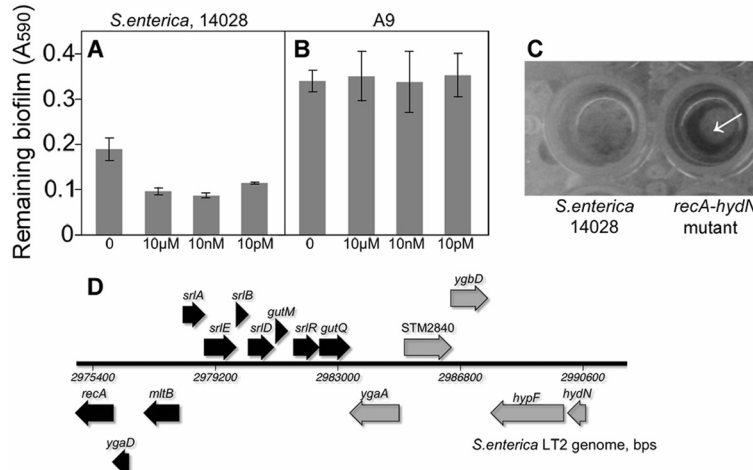 S.enterica, 14028
A9
Remaining biofilm (A590)
A
B
C
0.4
0.3
0.2
0.1
0
0
10µM
10nM
10pM
0
10µM
10nM
10pM
S.enterica
14028
recA-hydN
mutant
D
ygbD
srlA
srlB
gutM
srlE
srlD
srlR
gutQ
STM2840
2975400
2979200
2983000
2986800
2990600
recA
mltB
ygaA
hypF
hydN
ygaD
S.enterica LT2 genome, bps